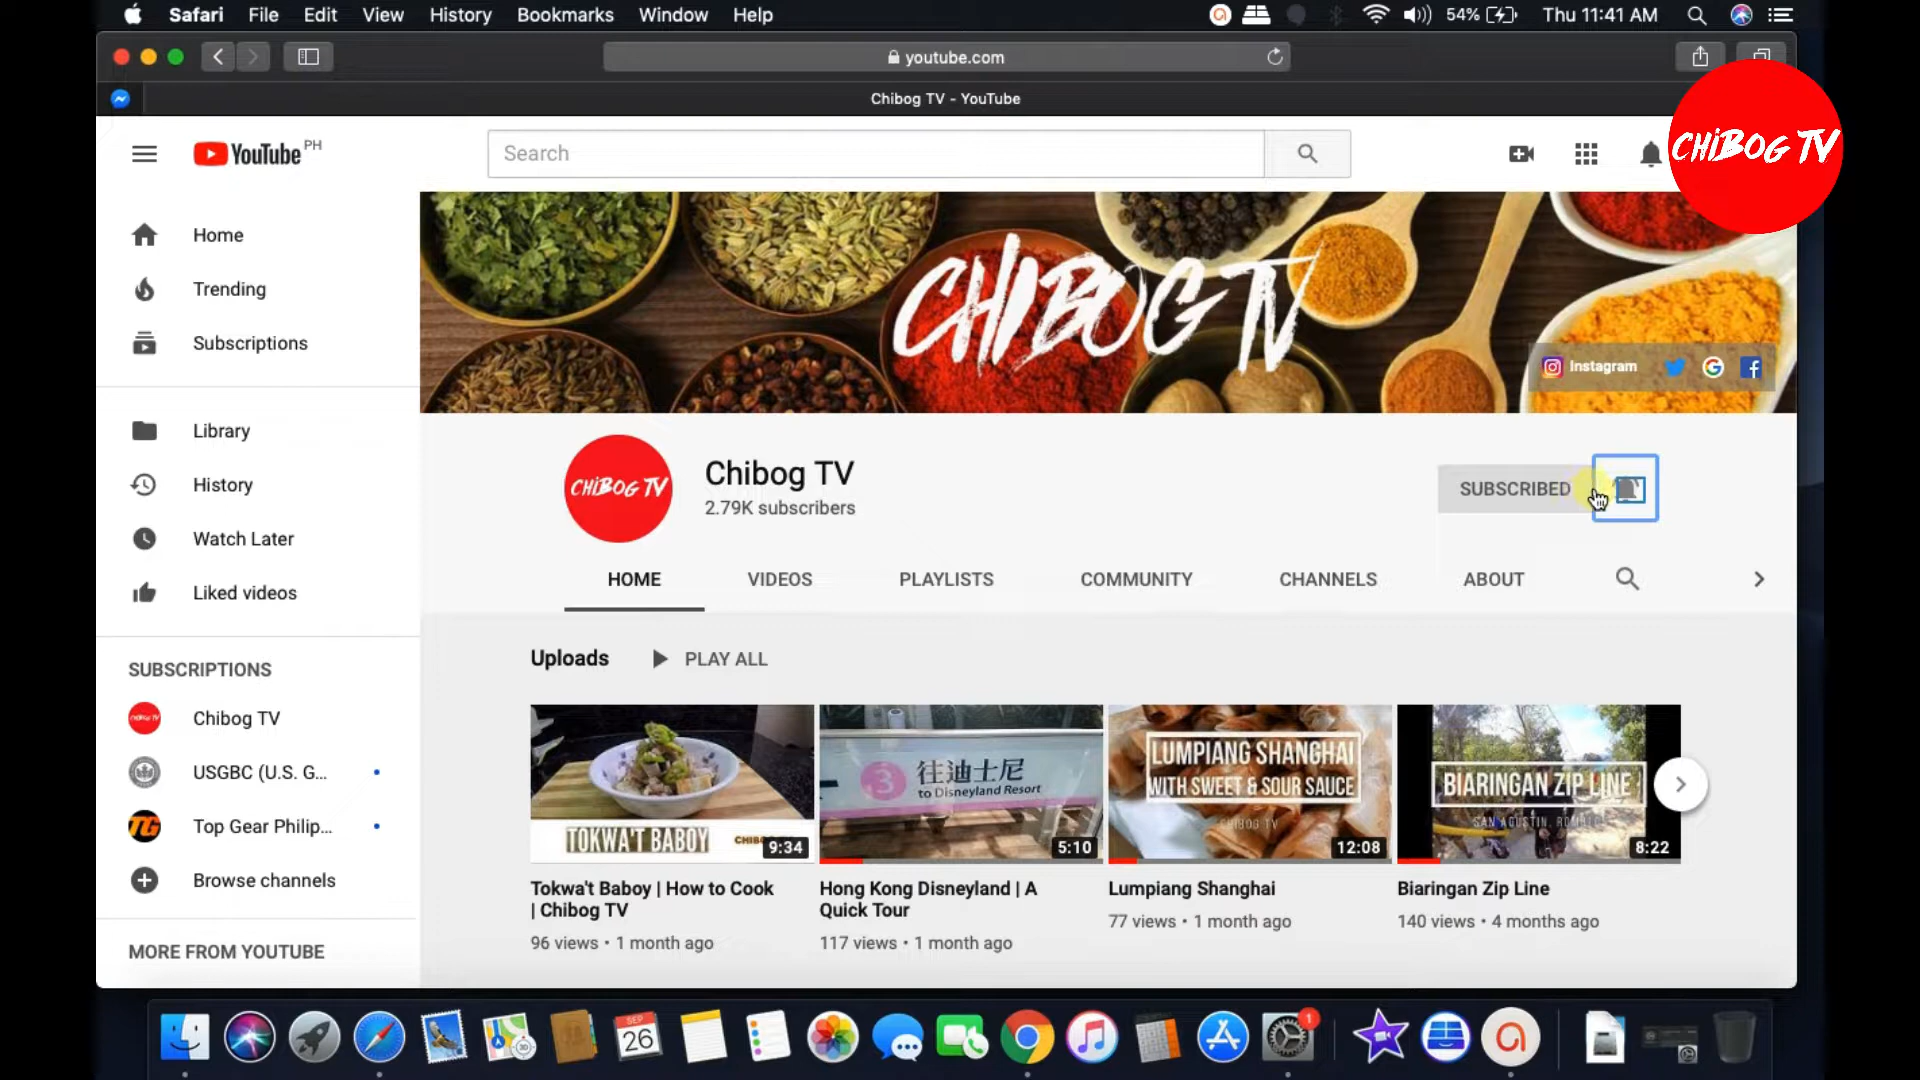 Safari File Edit View History Bookmarks Window Help 54% Thu 11:41 AM
youtube.com
Chibog TV - YouTube
YouTube PH
Search
CHIBOG TV
Home
Trending
Subscriptions
Library
History
Watch Later
Liked videos
SUBSCRIPTIONS
Chibog TV
USGBC (U.S. G...
Top Gear Philip...
Browse channels
MORE FROM YOUTUBE
CHIBOG TV
Instagram
CHIBOG TV
Chibog TV
2.79K subscribers
SUBSCRIBED
HOME VIDEOS PLAYLISTS COMMUNITY CHANNELS ABOUT
Uploads PLAY ALL
TOKWA'T BABOY
9:34
Tokwa't Baboy | How to Cook
| Chibog TV
96 views • 1 month ago
3 往迪士尼
to Disneyland Resort
5:10
Hong Kong Disneyland | A
Quick Tour
117 views • 1 month ago
LUMPIANG SHANGHAI
WITH SWEET & SOUR SAUCE
CHIBOG TV
12:08
Lumpiang Shanghai
77 views • 1 month ago
BIARINGAN ZIP LINE
8:22
Biaringan Zip Line
140 views • 4 months ago
SEP
26
1